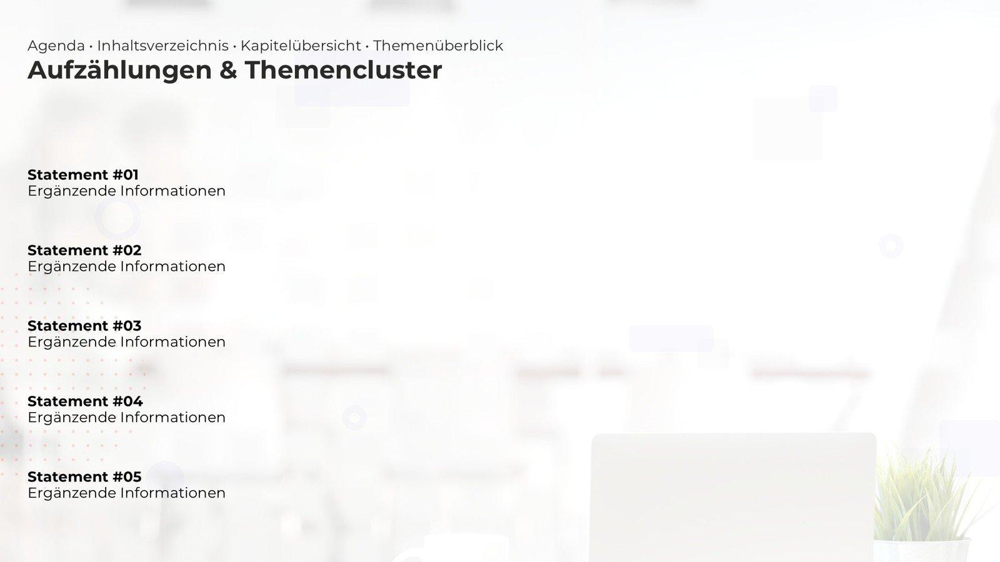 Agenda • Inhaltsverzeichnis • Kapitelübersicht • Themenüberblick
Aufzählungen & Themencluster
Statement #01
Ergänzende Informationen
Statement #02
Ergänzende Informationen
Statement #03
Ergänzende Informationen
Statement #04
Ergänzende Informationen
Statement #05
Ergänzende Informationen